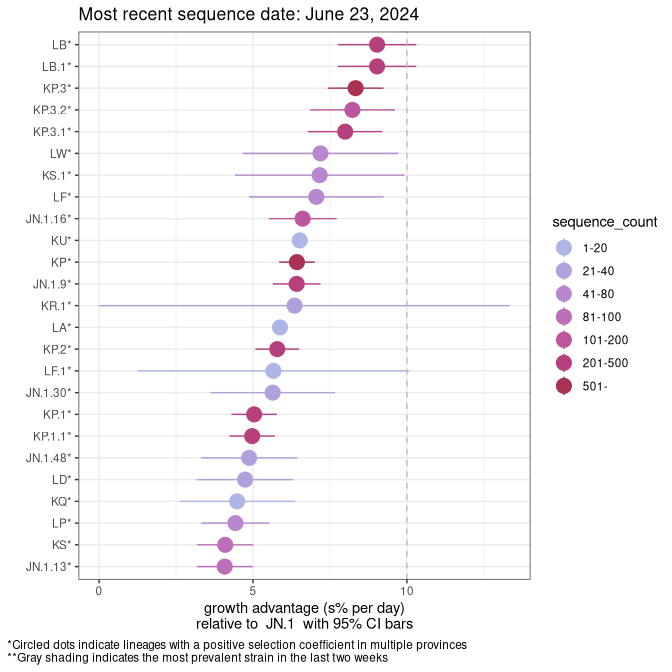 Most recent sequence date: June 23, 2024
LB*
LB.1*
KP.3*
KP.3.2*
KP.3.1*
LW*
KS.1*
LF*
JN.1.16*
KU*
KP*
JN.1.9*
KR.1*
LA*
KP.2*
LF.1*
JN.1.30*
KP.1*
KP.1.1*
JN.1.48*
LD*
KQ*
LP*
KS*
JN.1.13*
0 5 10
growth advantage (s% per day)
relative to JN.1 with 95% CI bars
sequence_count
1-20
21-40
41-80
81-100
101-200
201-500
501-
*Circled dots indicate lineages with a positive selection coefficient in multiple provinces
**Gray shading indicates the most prevalent strain in the last two weeks